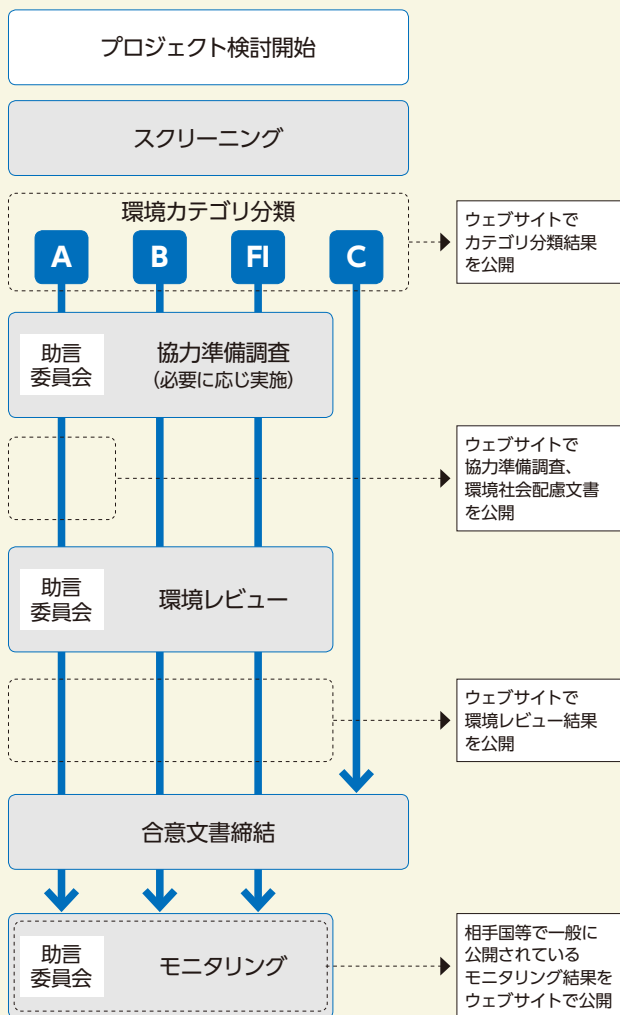 プロジェクト検討開始
スクリーニング
環境カテゴリ分類
A
B
FI
C
ウェブサイトで
カテゴリ分類結果
を公開
助言
委員会
協力準備調査
(必要に応じ実施)
ウェブサイトで
協力準備調査、
環境社会配慮文書
を公開
助言
委員会
環境レビュー
ウェブサイトで
環境レビュー結果
を公開
合意文書締結
助言
委員会
モニタリング
相手国等で一般に
公開されている
モニタリング結果を
ウェブサイトで公開